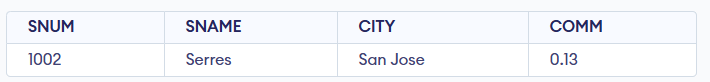 SNUM SNAME CITY COMM
1002 Serres San Jose 0.13